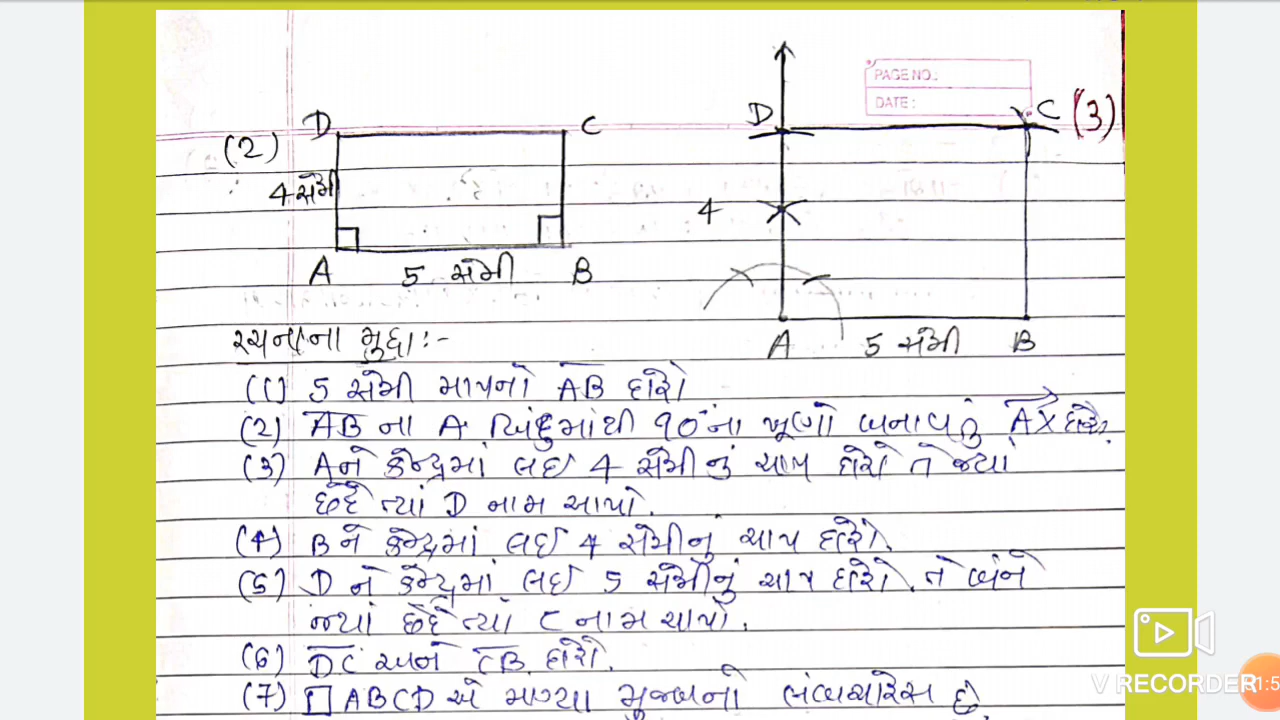 PAGE NO.:
DATE :
D C
D C (3)
(2)
4 સેમી
4
A 5 સેમી B
A 5 સેમી B
રચનાના મુદ્દા:-
(1) 5 સેમી માપનો AB દોરો
(2) AB ના A બિંદુમાંથી 90°ના ખૂણો બનાવતું AX દોરો.
(3) Aને કેન્દ્રમાં લઈ 4 સેમીનું ચાપ દોરો તે જ્યાં
છેદે ત્યાં D નામ આપો.
(4) B ને કેન્દ્રમાં લઈ 4 સેમીનું ચાપ દોરો.
(5) D ને કેન્દ્રમાં લઈ 5 સેમીનું ચાપ દોરો. તે બંને
જ્યાં છેદે ત્યાં C નામ આપો.
(6) DC અને CB દોરો.
(7) □ ABCD એ માગ્યા મુજબનો લંબચોરસ છે.
V RECORDER